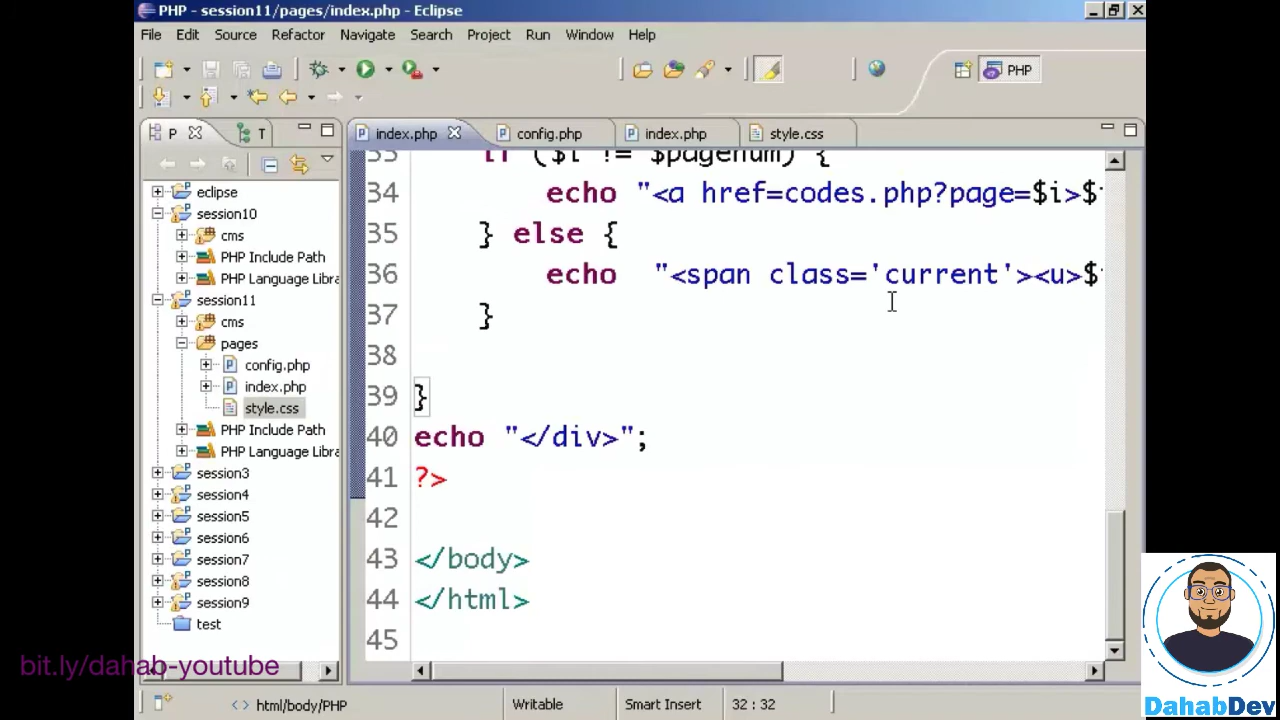 PHP - session11/pages/index.php - Eclipse
File Edit Source Refactor Navigate Search Project Run Window Help
PHP
P T
index.php config.php index.php style.css
eclipse
session10
cms
PHP Include Path
PHP Language Libra
session11
cms
pages
config.php
index.php
style.css
PHP Include Path
PHP Language Libra
session3
session4
session5
session6
session7
session8
session9
test
33 if ($i != $pagenum) {
34 echo "<a href=codes.php?page=$i>$
35 } else {
36 echo "<span class='current'><u>$
37 }
38
39 }
40 echo "</div>";
41 ?>
42
43 </body>
44 </html>
45
bit.ly/dahab-youtube
html/body/PHP Writable Smart Insert 32 : 32
DahabDev